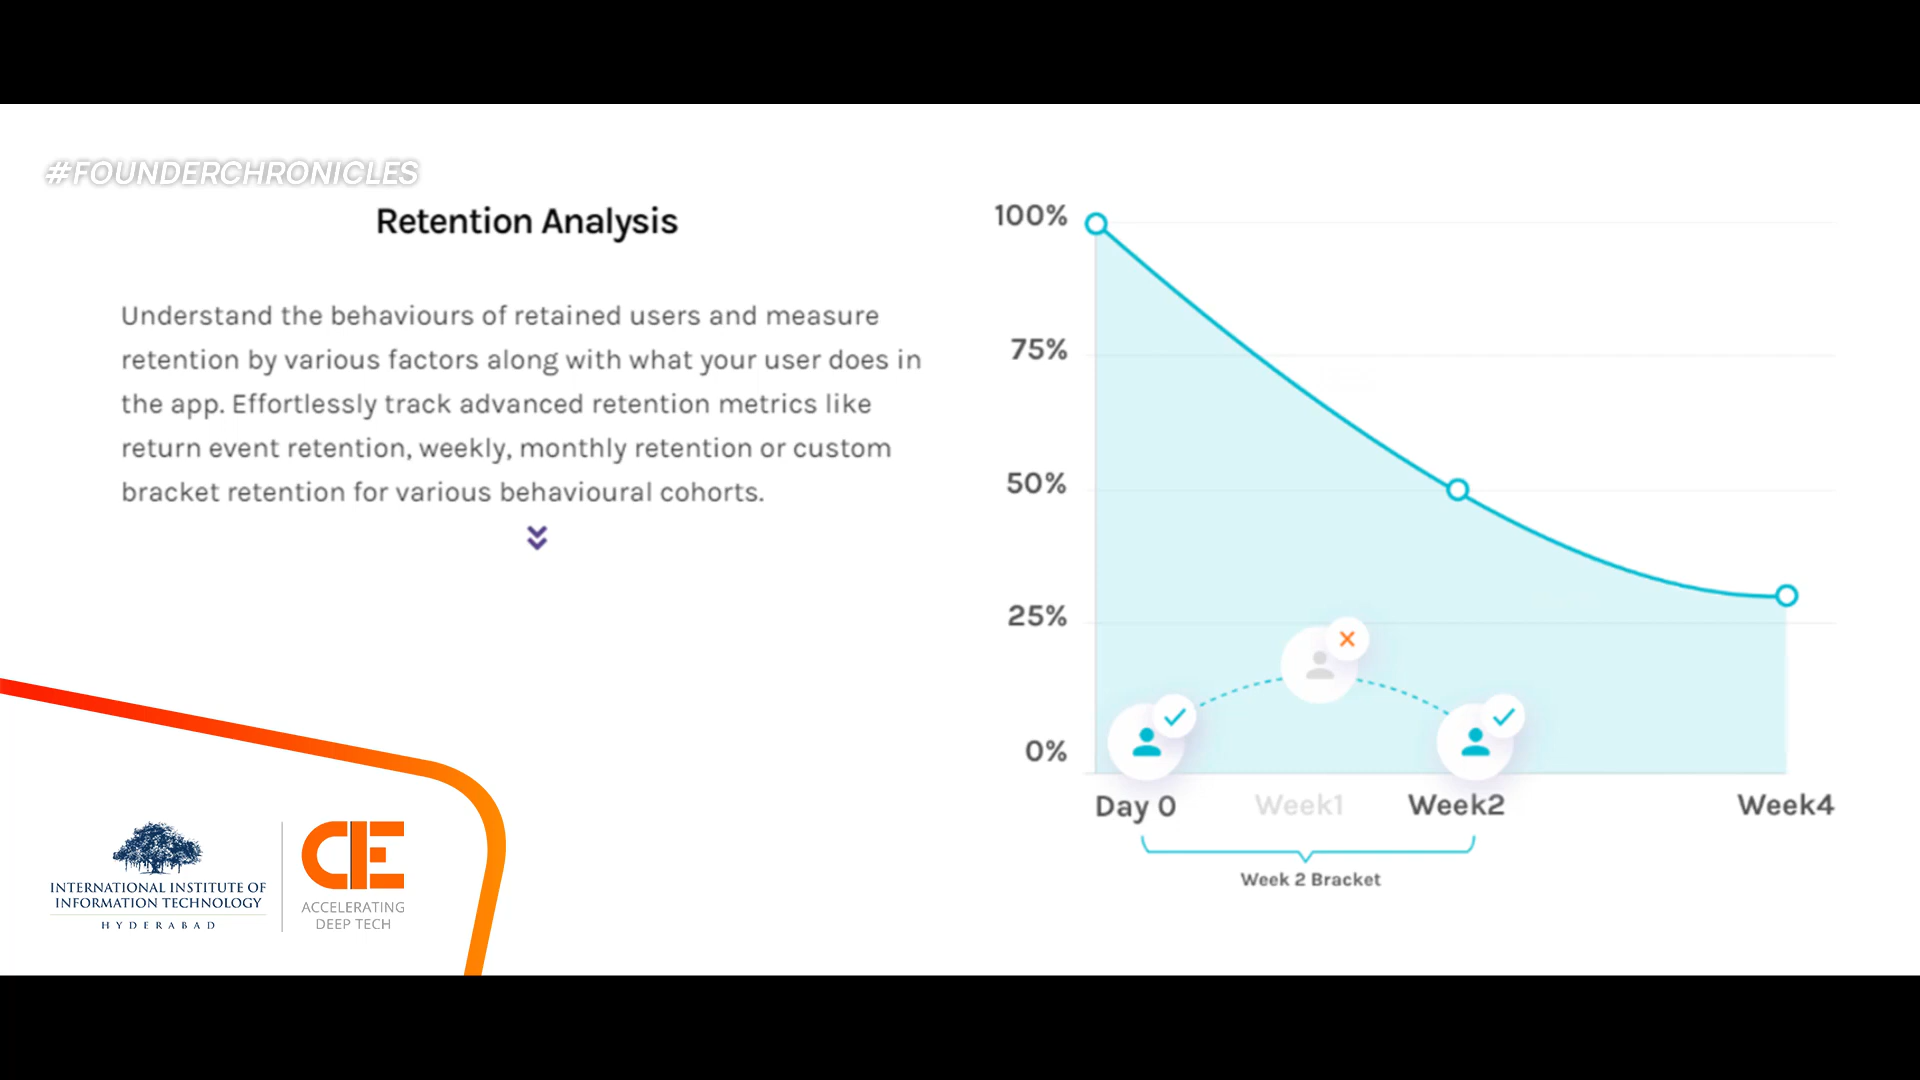 #FOUNDERCHRONICLES
Retention Analysis
Understand the behaviours of retained users and measure
retention by various factors along with what your user does in
the app. Effortlessly track advanced retention metrics like
return event retention, weekly, monthly retention or custom
bracket retention for various behavioural cohorts.
100%
75%
50%
25%
0%
Day 0 Week1 Week2 Week4
Week 2 Bracket
INTERNATIONAL INSTITUTE OF
INFORMATION TECHNOLOGY
HYDERABAD
CIE
ACCELERATING
DEEP TECH